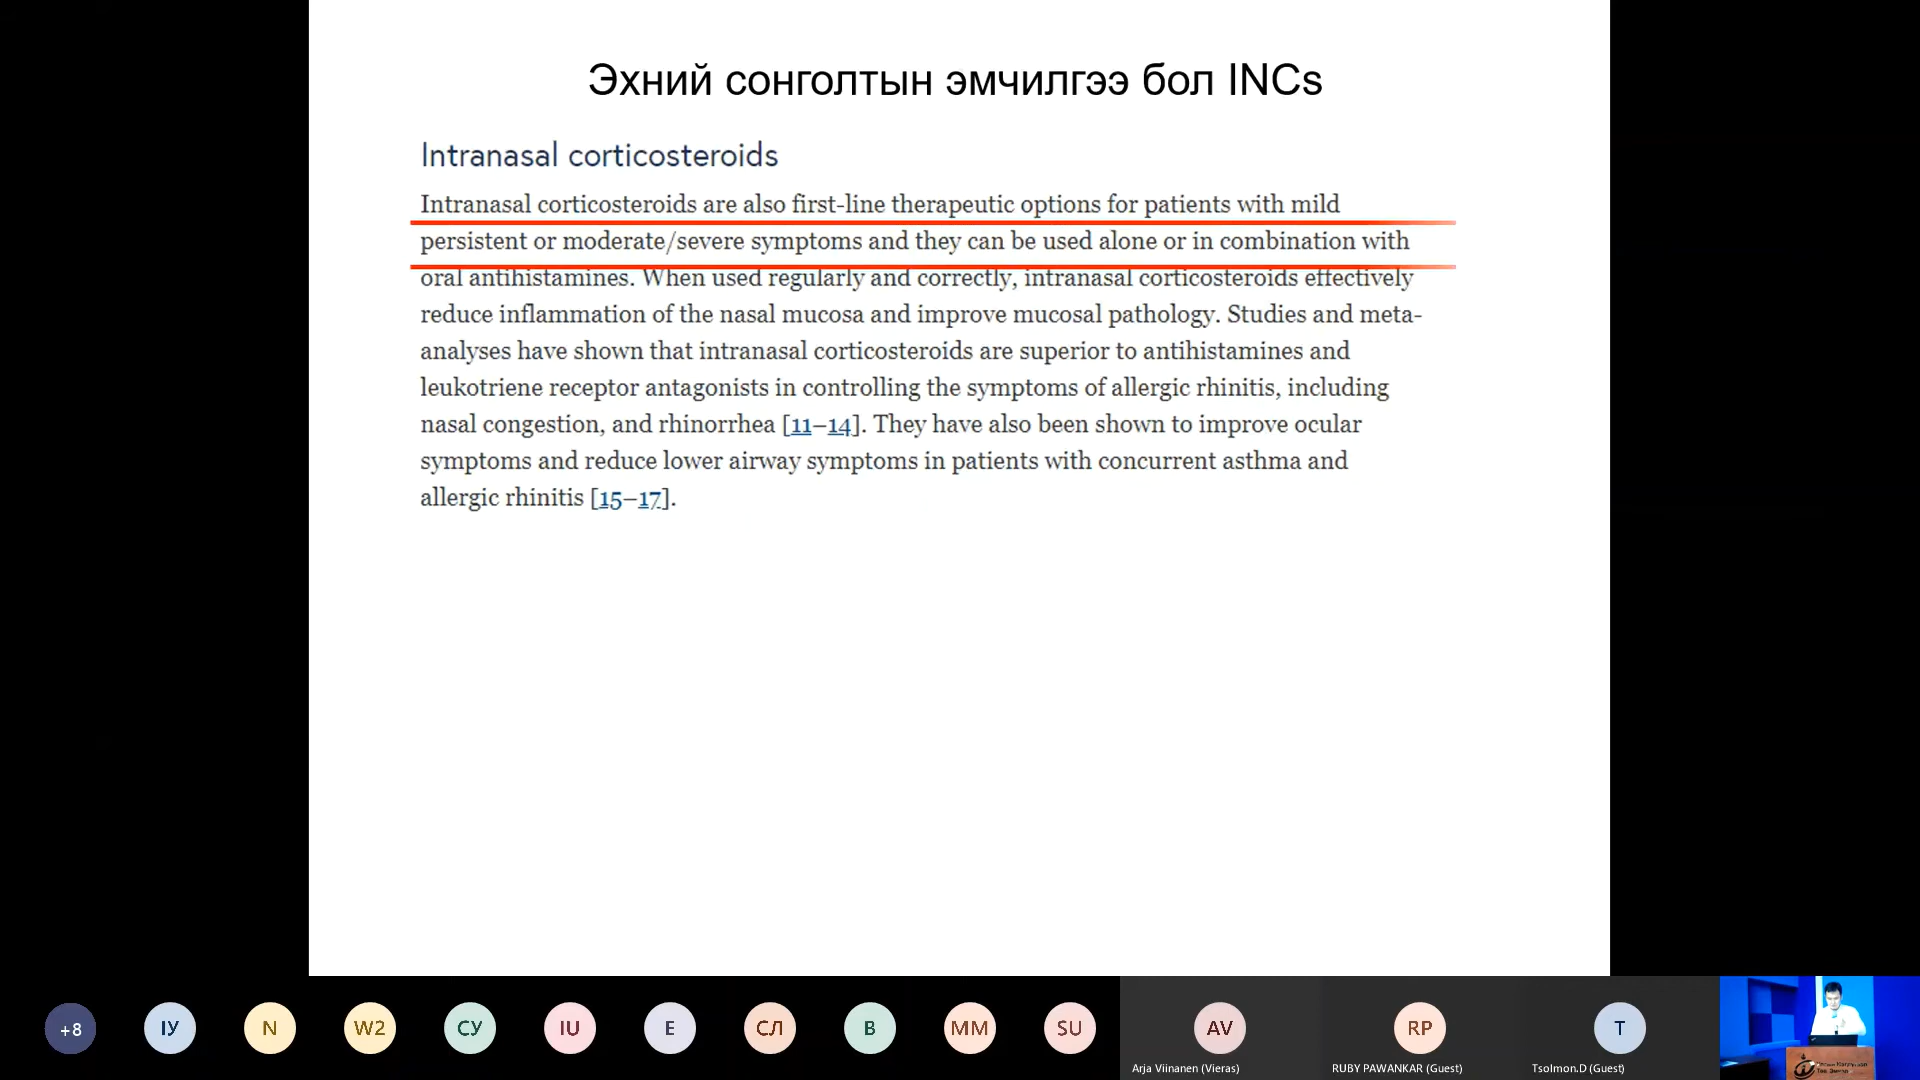 Эхний сонголтын эмчилгээ бол INCs
Intranasal corticosteroids
Intranasal corticosteroids are also first-line therapeutic options for patients with mild
persistent or moderate/severe symptoms and they can be used alone or in combination with
oral antihistamines. When used regularly and correctly, intranasal corticosteroids effectively
reduce inflammation of the nasal mucosa and improve mucosal pathology. Studies and meta-
analyses have shown that intranasal corticosteroids are superior to antihistamines and
leukotriene receptor antagonists in controlling the symptoms of allergic rhinitis, including
nasal congestion, and rhinorrhea [11–14]. They have also been shown to improve ocular
symptoms and reduce lower airway symptoms in patients with concurrent asthma and
allergic rhinitis [15–17].
+8
ІУ
N
W2
СУ
IU
E
СЛ
B
MM
SU
AV
RP
T
Arja Viinanen (Vieras)
RUBY PAWANKAR (Guest)
Tsolmon.D (Guest)